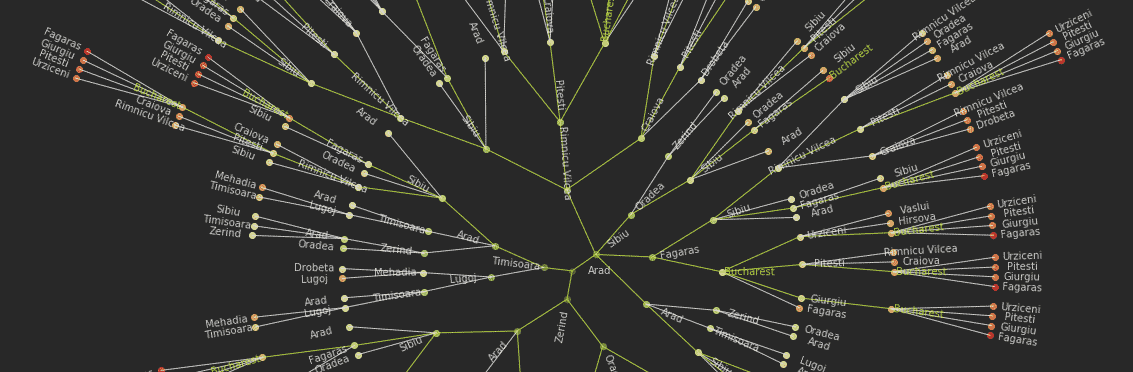 Fagaras
Giurgiu
Pitesti
Urziceni
Bucharest
Craiova
Rimnicu Vilcea
Fagaras
Giurgiu
Pitesti
Urziceni
Bucharest
Sibiu
Craiova
Pitesti
Sibiu
Fagaras
Oradea
Rimnicu Vilcea
Sibiu
Oradea
Rimnicu Vilcea
Sibiu
Pitesti
Craiova
Rimnicu Vilcea
Arad
Fagaras
Oradea
Sibiu
Arad
Craiova
Pitesti
Rimnicu Vilcea
Bucharest
Pitesti
Craiova
Drobeta
Oradea
Arad
Zerind
Oradea
Sibiu
Sibiu
Pitesti
Craiova
Rimnicu Vilcea
Sibiu
Bucharest
Oradea
Fagaras
Arad
Rimnicu Vilcea
Oradea
Fagaras
Arad
Sibiu
Rimnicu Vilcea
Craiova
Bucharest
Urziceni
Pitesti
Giurgiu
Fagaras
Pitesti
Rimnicu Vilcea
Pitesti
Drobeta
Craiova
Rimnicu Vilcea
Sibiu
Bucharest
Urziceni
Pitesti
Giurgiu
Fagaras
Oradea
Fagaras
Arad
Sibiu
Mehadia
Timisoara
Arad
Lugoj
Timisoara
Sibiu
Timisoara
Zerind
Arad
Oradea
Zerind
Arad
Drobeta
Lugoj
Mehadia
Lugoj
Timisoara
Arad
Lugoj
Timisoara
Mehadia
Timisoara
Arad
Sibiu
Fagaras
Oradea
Bucharest
Arad
Zerind
Arad
Sibiu
Fagaras
Bucharest
Urziceni
Vaslui
Hirsova
Bucharest
Urziceni
Pitesti
Giurgiu
Fagaras
Pitesti
Rimnicu Vilcea
Craiova
Bucharest
Urziceni
Pitesti
Giurgiu
Fagaras
Giurgiu
Fagaras
Bucharest
Urziceni
Pitesti
Giurgiu
Fagaras
Arad
Zerind
Oradea
Arad
Timisoara
Lugoj
Arad
Sibiu